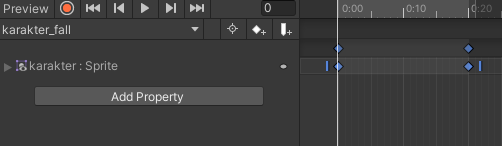 Preview 0 0:00 0:10 0:20
karakter_fall
karakter : Sprite
Add Property